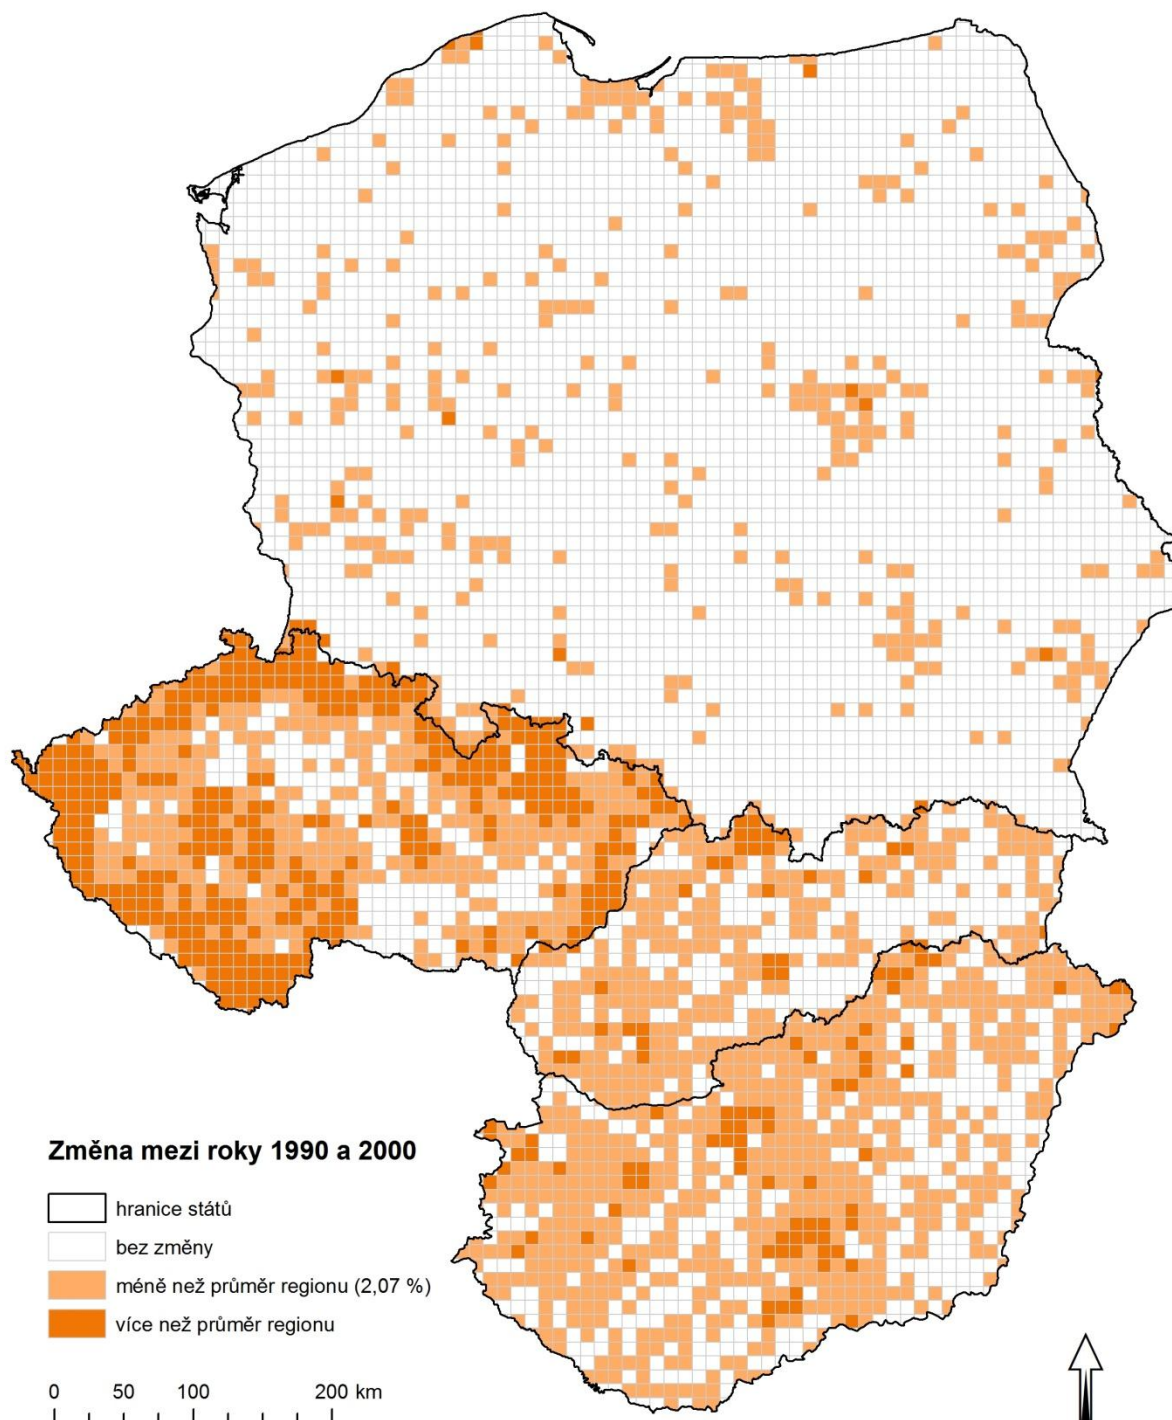 Změna mezi roky 1990 a 2000
hranice států
bez změny
méně než průměr regionu (2,07 %)
více než průměr regionu
0 50 100 200 km